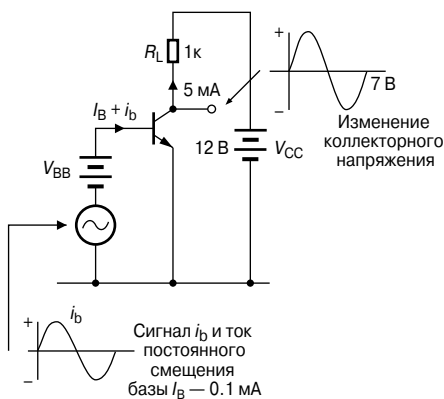 R_L 1к
5 мА
I_B + i_b
V_BB
12 В V_CC
+
7 В
−
Изменение
коллекторного
напряжения
+
i_b
−
Сигнал i_b и ток
постоянного
смещения
базы I_B — 0.1 мА